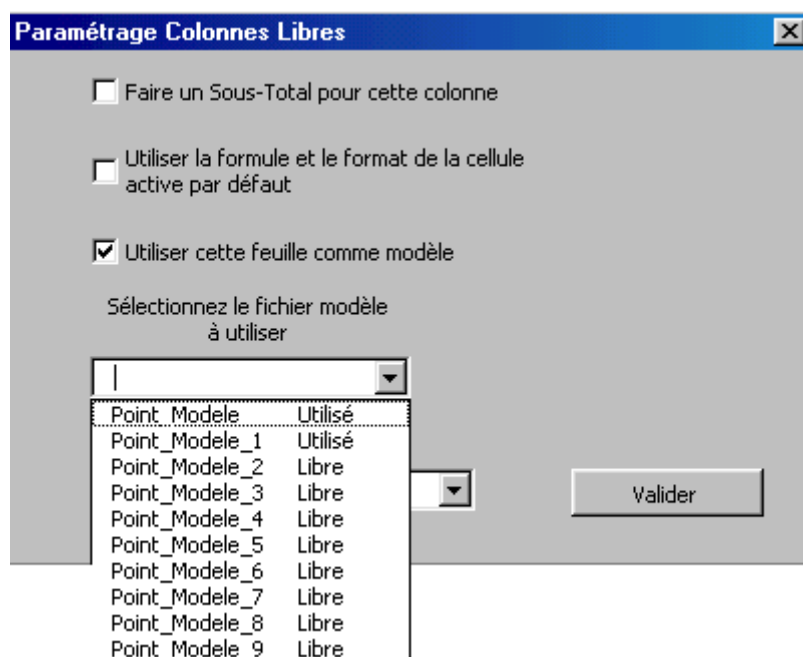 Paramétrage Colonnes Libres
Faire un Sous-Total pour cette colonne
Utiliser la formule et le format de la cellule
active par défaut
Utiliser cette feuille comme modèle
Sélectionnez le fichier modèle
à utiliser
Point_Modele Utilisé
Point_Modele_1 Utilisé
Point_Modele_2 Libre
Point_Modele_3 Libre
Point_Modele_4 Libre
Point_Modele_5 Libre
Point_Modele_6 Libre
Point_Modele_7 Libre
Point_Modele_8 Libre
Point_Modele_9 Libre
Valider